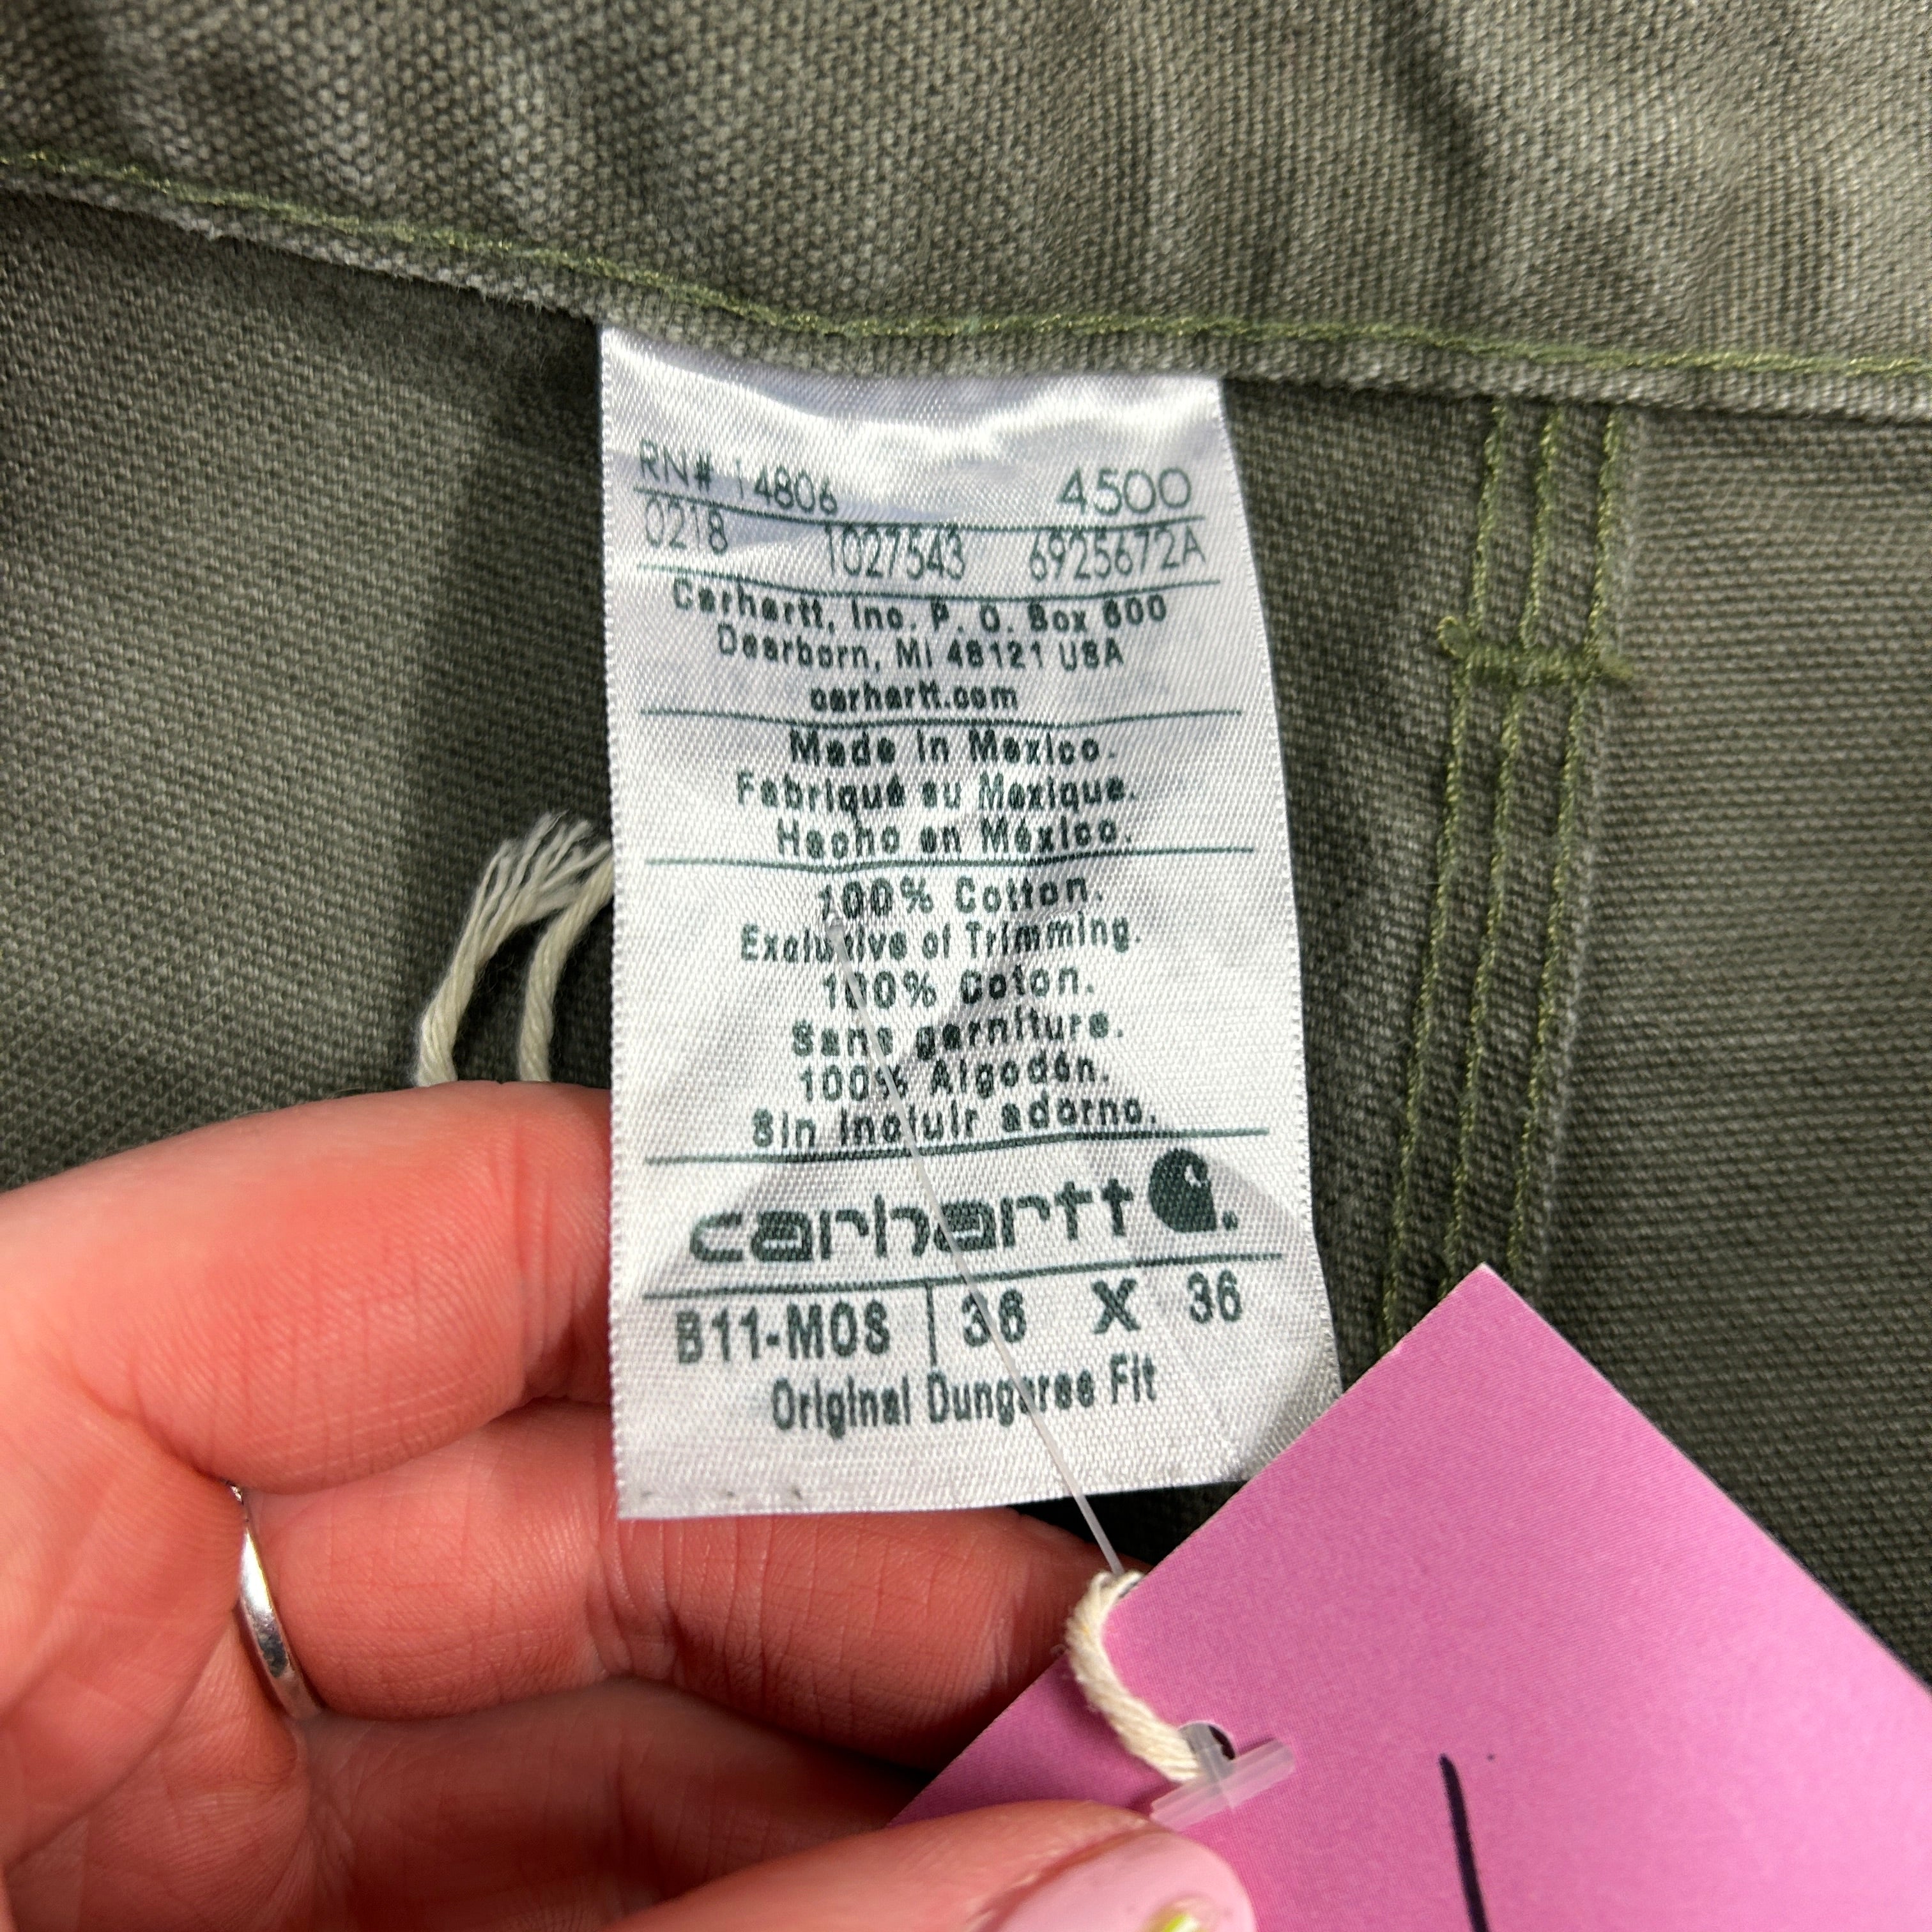 RN# 14806 4500
0218 1027543 6925672A
Carhartt, Inc. P. O. Box 600
Dearborn, MI 48121 USA
carhartt.com
Made in Mexico.
Fabriqué au Mexique.
Hecho en México.
100% Cotton.
Exclusive of Trimming.
100% Coton.
Sans garniture.
100% Algodón.
Sin incluir adorno.
carhartt
B11-MOS 36 X 36
Original Dungaree Fit